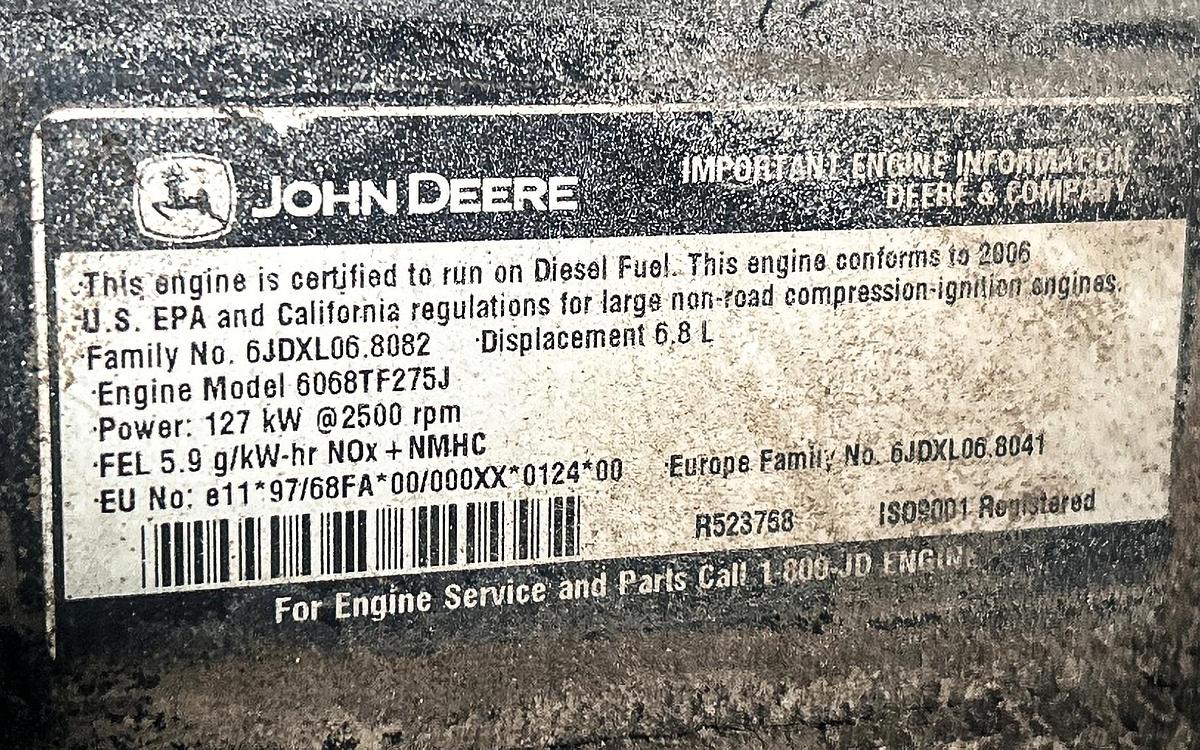 JOHN DEERE
IMPORTANT ENGINE INFORMATION
DEERE & COMPANY
·This engine is certified to run on Diesel Fuel. This engine conforms to 2006
·U.S. EPA and California regulations for large non-road compression-ignition engines.
·Family No. 6JDXL06.8082 ·Displacement 6.8 L
·Engine Model 6068TF275J
·Power: 127 kW @2500 rpm
·FEL 5.9 g/kW-hr NOx + NMHC
·EU No: e11*97/68FA*00/000XX*0124*00 ·Europe Family No. 6JDXL06.8041
R523758 ISO9001 Registered
For Engine Service and Parts Call 1-800-JD ENGINE